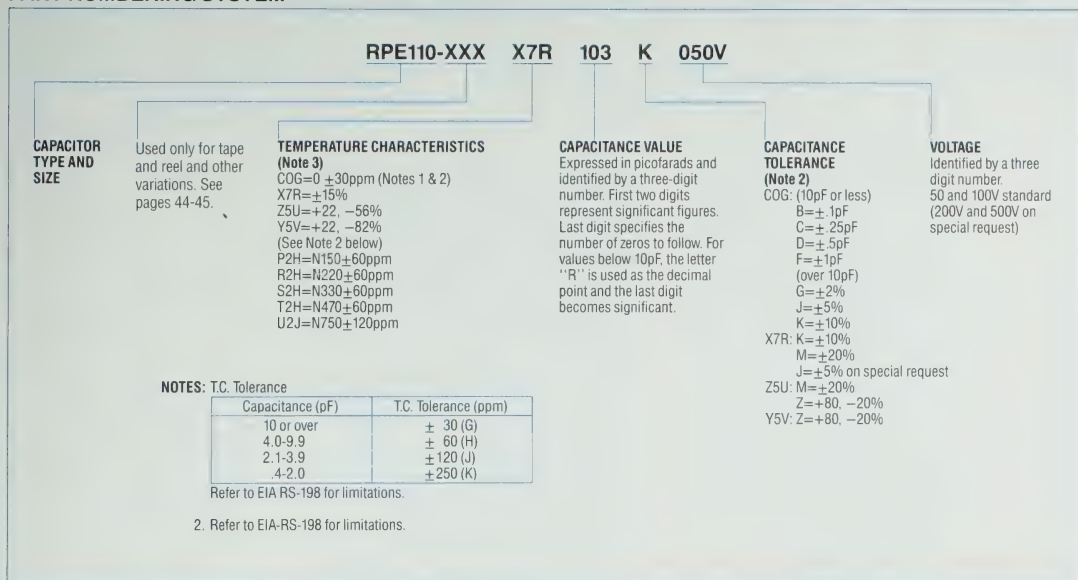 RPE110-XXX X7R 103 K 050V
CAPACITOR
TYPE AND
SIZE
Used only for tape
and reel and other
variations. See
pages 44-45.
TEMPERATURE CHARACTERISTICS
(Note 3)
COG=0 ±30ppm (Notes 1 & 2)
X7R=±15%
Z5U=+22, −56%
Y5V=+22, −82%
(See Note 2 below)
P2H=N150±60ppm
R2H=N220±60ppm
S2H=N330±60ppm
T2H=N470±60ppm
U2J=N750±120ppm
CAPACITANCE VALUE
Expressed in picofarads and
identified by a three-digit
number. First two digits
represent significant figures.
Last digit specifies the
number of zeros to follow. For
values below 10pF, the letter
"R" is used as the decimal
point and the last digit
becomes significant.
CAPACITANCE
TOLERANCE
(Note 2)
COG: (10pF or less)
B=±.1pF
C=±.25pF
D=±.5pF
F=±1pF
(over 10pF)
G=±2%
J=±5%
K=±10%
X7R: K=±10%
M=±20%
J=±5% on special request
Z5U: M=±20%
Z=+80, −20%
Y5V: Z=+80, −20%
VOLTAGE
Identified by a three
digit number.
50 and 100V standard
(200V and 500V on
special request)
NOTES: T.C. Tolerance
Capacitance (pF) T.C. Tolerance (ppm)
10 or over ± 30 (G)
4.0-9.9 ± 60 (H)
2.1-3.9 ±120 (J)
.4-2.0 ±250 (K)
Refer to EIA RS-198 for limitations.
2. Refer to EIA-RS-198 for limitations.